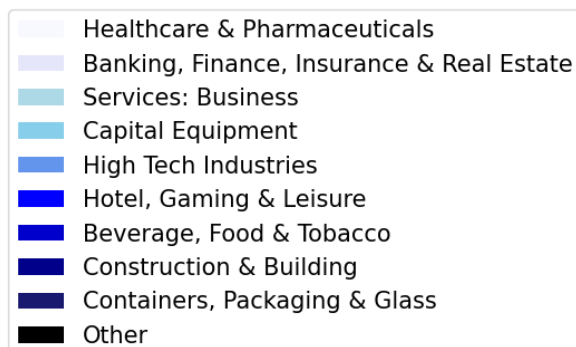 Healthcare & Pharmaceuticals
Banking, Finance, Insurance & Real Estate
Services: Business
Capital Equipment
High Tech Industries
Hotel, Gaming & Leisure
Beverage, Food & Tobacco
Construction & Building
Containers, Packaging & Glass
Other